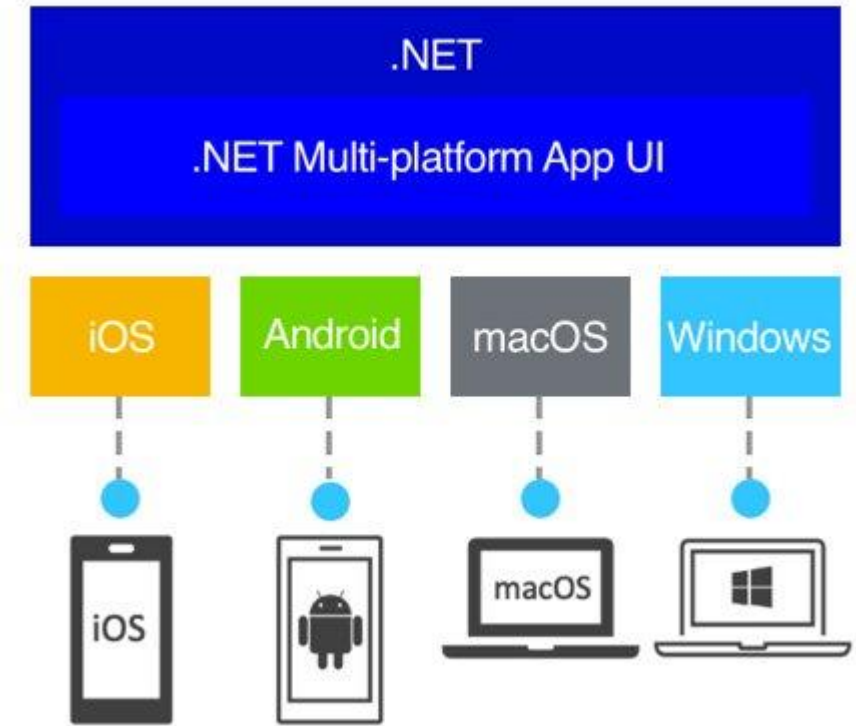 .NET
.NET Multi-platform App UI
iOS
Android
macOS
Windows
iOS
macOS